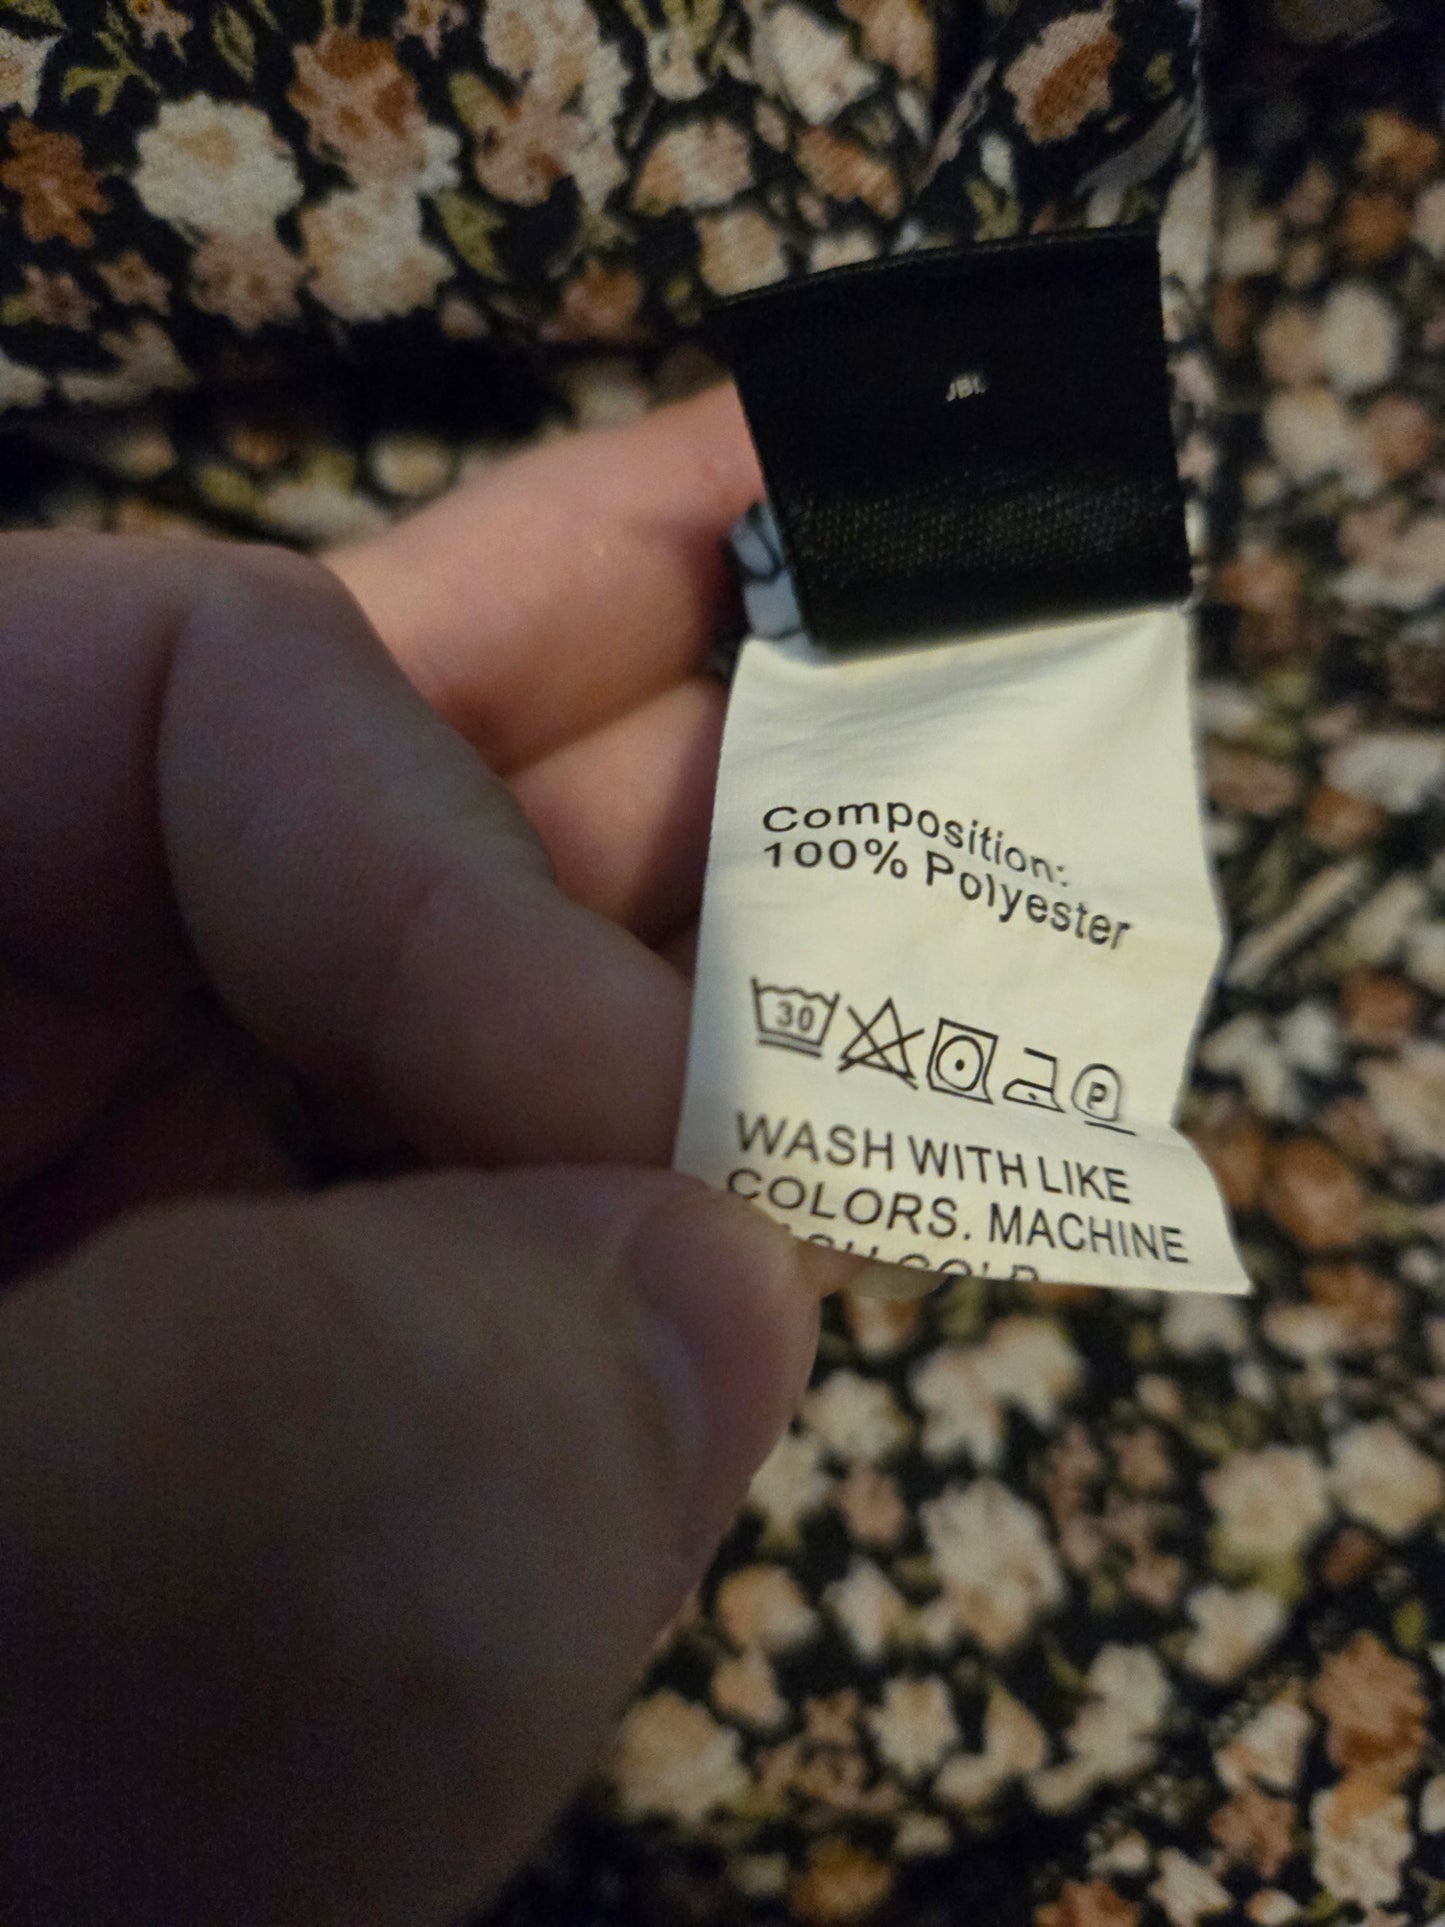 Composition:
100% Polyester
30
P
WASH WITH LIKE
COLORS. MACHINE